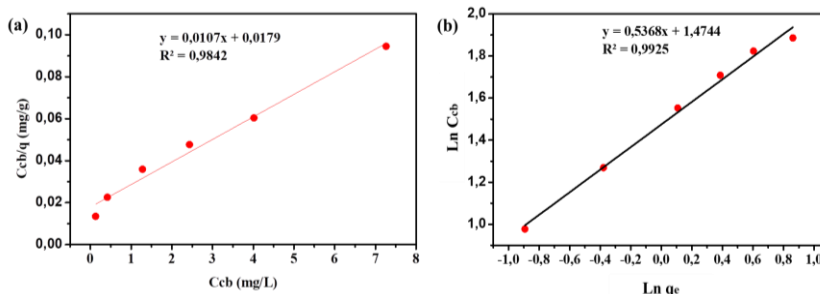 (a)
y = 0,0107x + 0,0179
R² = 0,9842
0,10
0,08
0,06
0,04
0,02
0,00
Ccb/q (mg/g)
0 1 2 3 4 5 6 7 8
Ccb (mg/L)
(b)
y = 0,5368x + 1,4744
R² = 0,9925
2,0
1,8
1,6
1,4
1,2
1,0
Ln Ccb
-1,0 -0,8 -0,6 -0,4 -0,2 0,0 0,2 0,4 0,6 0,8 1,0
Ln qe